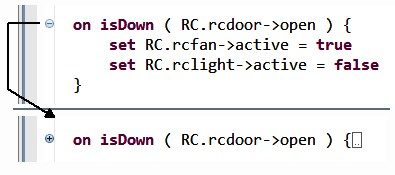 on isDown ( RC.rcdoor->open ) {
    set RC.rcfan->active = true
    set RC.rclight->active = false
}
on isDown ( RC.rcdoor->open ) {..